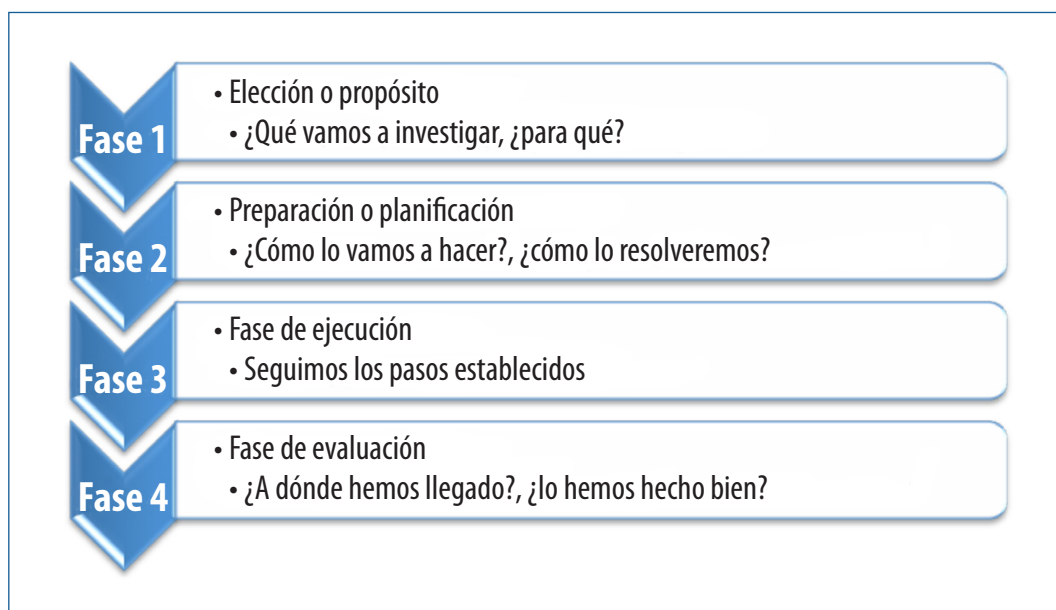 Fase 1
• Elección o propósito
• ¿Qué vamos a investigar, ¿para qué?
Fase 2
• Preparación o planificación
• ¿Cómo lo vamos a hacer?, ¿cómo lo resolveremos?
Fase 3
• Fase de ejecución
• Seguimos los pasos establecidos
Fase 4
• Fase de evaluación
• ¿A dónde hemos llegado?, ¿lo hemos hecho bien?